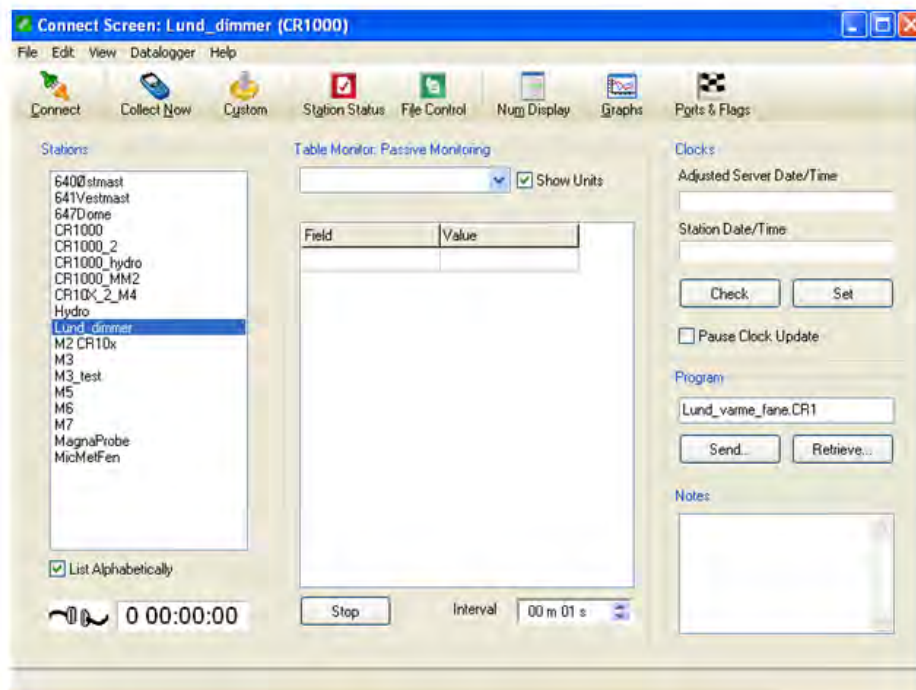 Connect Screen: Lund_dimmer (CR1000)
File Edit View Datalogger Help
Connect Collect Now Custom Station Status File Control Num Display Graphs Ports & Flags
Stations
640Østmast
641Vestmast
647Dome
CR1000
CR1000_2
CR1000_hydro
CR1000_MM2
CR10X_2_M4
Hydro
Lund_dimmer
M2 CR10x
M3
M3_test
M5
M6
M7
MagnaProbe
MicMetFen
List Alphabetically
0 00:00:00
Table Monitor: Passive Monitoring
Show Units
Field Value
Stop Interval 00 m 01 s
Clocks
Adjusted Server Date/Time
Station Date/Time
Check Set
Pause Clock Update
Program
Lund_varme_fane.CR1
Send... Retrieve...
Notes